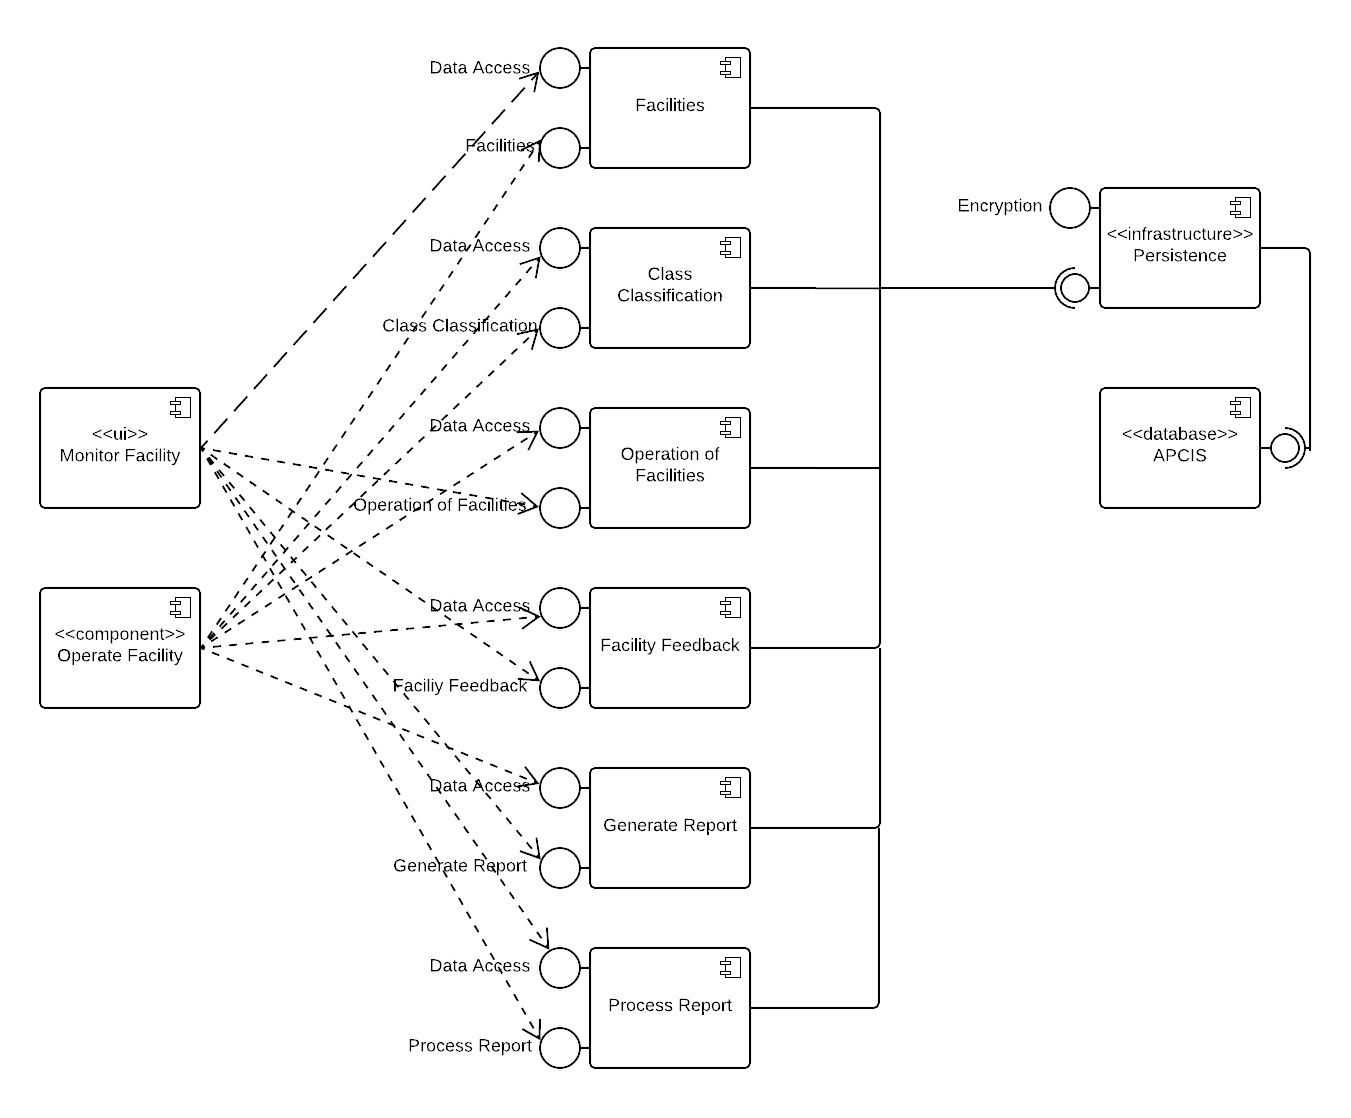 Data Access
Facilities
Facilities
Data Access
Class Classification
Class
Classification
Encryption
<<infrastructure>>
Persistence
<<ui>>
Monitor Facility
Data Access
Operation of Facilities
Operation of
Facilities
<<database>>
APCIS
<<component>>
Operate Facility
Data Access
Faciliy Feedback
Facility Feedback
Data Access
Generate Report
Generate Report
Data Access
Process Report
Process Report